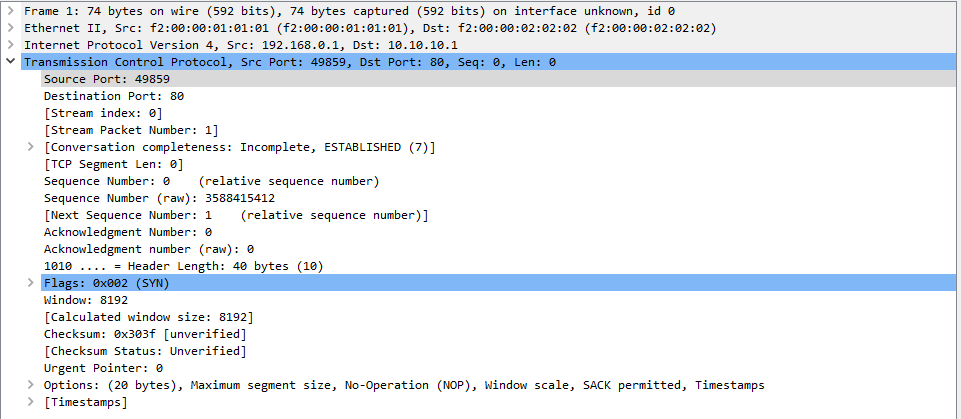 Frame 1: 74 bytes on wire (592 bits), 74 bytes captured (592 bits) on interface unknown, id 0
Ethernet II, Src: f2:00:00:01:01:01 (f2:00:00:01:01:01), Dst: f2:00:00:02:02:02 (f2:00:00:02:02:02)
Internet Protocol Version 4, Src: 192.168.0.1, Dst: 10.10.10.1
Transmission Control Protocol, Src Port: 49859, Dst Port: 80, Seq: 0, Len: 0
Source Port: 49859
Destination Port: 80
[Stream index: 0]
[Stream Packet Number: 1]
[Conversation completeness: Incomplete, ESTABLISHED (7)]
[TCP Segment Len: 0]
Sequence Number: 0    (relative sequence number)
Sequence Number (raw): 3588415412
[Next Sequence Number: 1    (relative sequence number)]
Acknowledgment Number: 0
Acknowledgment number (raw): 0
1010 .... = Header Length: 40 bytes (10)
Flags: 0x002 (SYN)
Window: 8192
[Calculated window size: 8192]
Checksum: 0x303f [unverified]
[Checksum Status: Unverified]
Urgent Pointer: 0
Options: (20 bytes), Maximum segment size, No-Operation (NOP), Window scale, SACK permitted, Timestamps
[Timestamps]